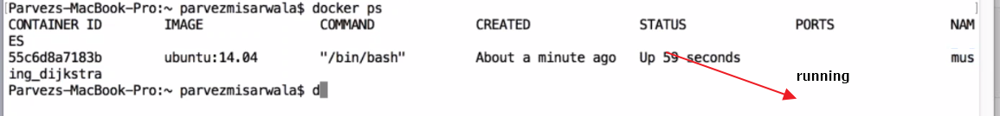 [Parvezs-MacBook-Pro:~ parvezmisarwala$ docker ps ]
CONTAINER ID IMAGE COMMAND CREATED STATUS PORTS NAM
ES
55c6d8a7183b ubuntu:14.04 "/bin/bash" About a minute ago Up 59 seconds mus
ing_dijkstra
running
Parvezs-MacBook-Pro:~ parvezmisarwala$ d